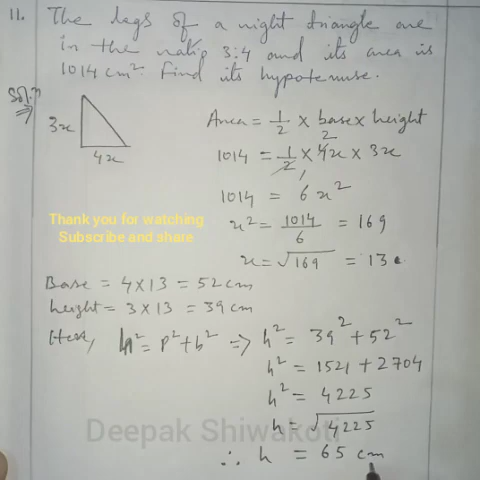 11. The legs of a right triangle are
in the ratio 3:4 and its area is
1014 cm². Find its hypotenuse.
Solⁿ
⇒
3x
4x
Area = 1/2 × base × height
1014 = 1/2 × 4x × 3x
2
1014 = 6x²
x² = 1014/6 = 169
x = √169 = 13
Thank you for watching
Subscribe and share
Base = 4×13 = 52 cm
height = 3×13 = 39 cm
h² = p² + b² ⇒ h² = 39² + 52²
h² = 1521 + 2704
h² = 4225
h = √4225
Deepak Shiwakoti
∴ h = 65 cm